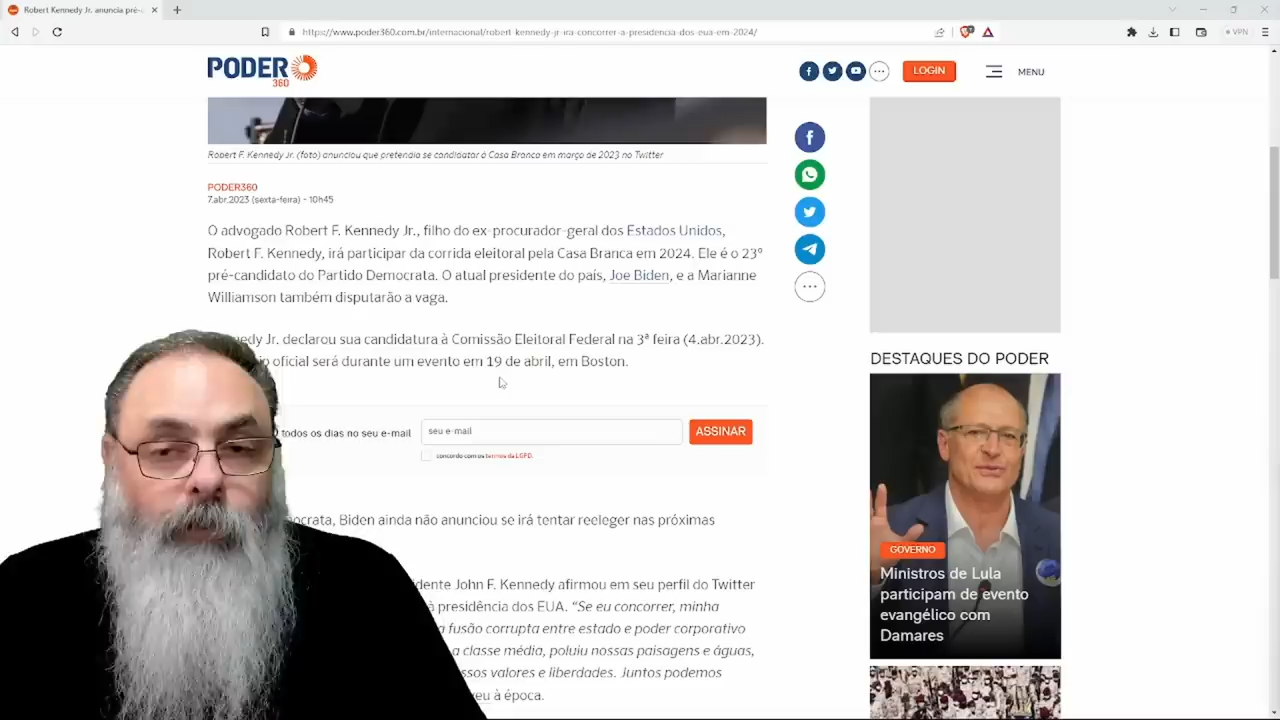 Robert Kennedy Jr. anuncia pré-
https://www.poder360.com.br/internacional/robert-kennedy-jr-ira-concorrer-a-presidencia-dos-eua-em-2024/
VPN
PODER
360
LOGIN
MENU
Robert F. Kennedy Jr. (foto) anunciou que pretendia se candidatar à Casa Branca em março de 2023 no Twitter
PODER360
7.abr.2023 (sexta-feira) - 10h45
O advogado Robert F. Kennedy Jr., filho do ex-procurador-geral dos Estados Unidos,
Robert F. Kennedy, irá participar da corrida eleitoral pela Casa Branca em 2024. Ele é o 23º
pré-candidato do Partido Democrata. O atual presidente do país, Joe Biden, e a Marianne
Williamson também disputarão a vaga.
edy Jr. declarou sua candidatura à Comissão Eleitoral Federal na 3ª feira (4.abr.2023).
o oficial será durante um evento em 19 de abril, em Boston.
todos os dias no seu e-mail
seu e-mail
ASSINAR
concordo com os termos da LGPD.
ocrata, Biden ainda não anunciou se irá tentar reeleger nas próximas
dente John F. Kennedy afirmou em seu perfil do Twitter
à presidência dos EUA. “Se eu concorrer, minha
a fusão corrupta entre estado e poder corporativo
a classe média, poluiu nossas paisagens e águas,
ssos valores e liberdades. Juntos podemos
eu à época.
DESTAQUES DO PODER
GOVERNO
Ministros de Lula
participam de evento
evangélico com
Damares